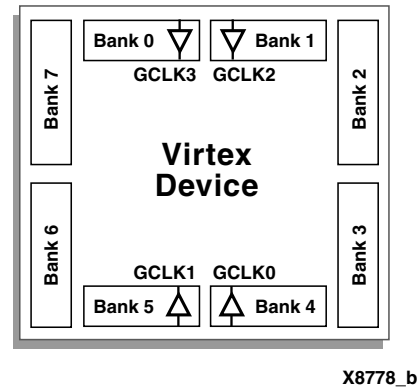 Bank 0
Bank 1
GCLK3 GCLK2
Bank 7
Bank 2
Virtex
Device
Bank 6
Bank 3
GCLK1 GCLK0
Bank 5
Bank 4
X8778_b